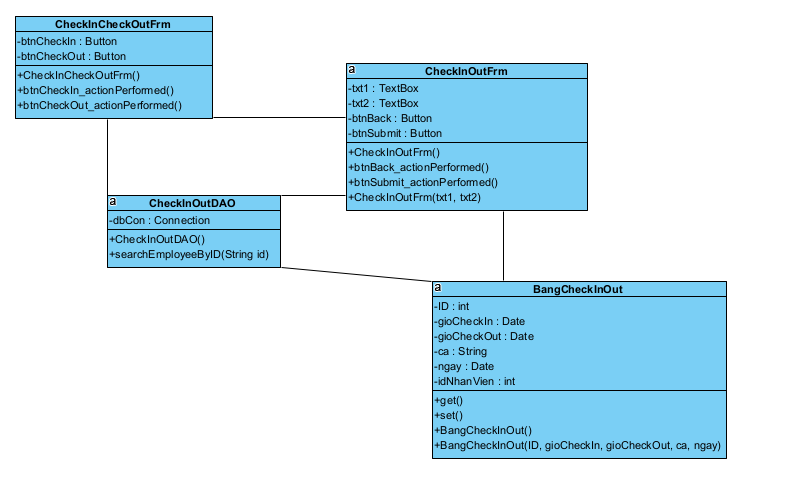 CheckInCheckOutFrm
-btnCheckIn : Button
-btnCheckOut : Button
+CheckInCheckOutFrm()
+btnCheckIn_actionPerformed()
+btnCheckOut_actionPerformed()
a
CheckInOutFrm
-txt1 : TextBox
-txt2 : TextBox
-btnBack : Button
-btnSubmit : Button
+CheckInOutFrm()
+btnBack_actionPerformed()
+btnSubmit_actionPerformed()
+CheckInOutFrm(txt1, txt2)
a
CheckInOutDAO
-dbCon : Connection
+CheckInOutDAO()
+searchEmployeeByID(String id)
a
BangCheckInOut
-ID : int
-gioCheckIn : Date
-gioCheckOut : Date
-ca : String
-ngay : Date
-idNhanVien : int
+get()
+set()
+BangCheckInOut()
+BangCheckInOut(ID, gioCheckIn, gioCheckOut, ca, ngay)